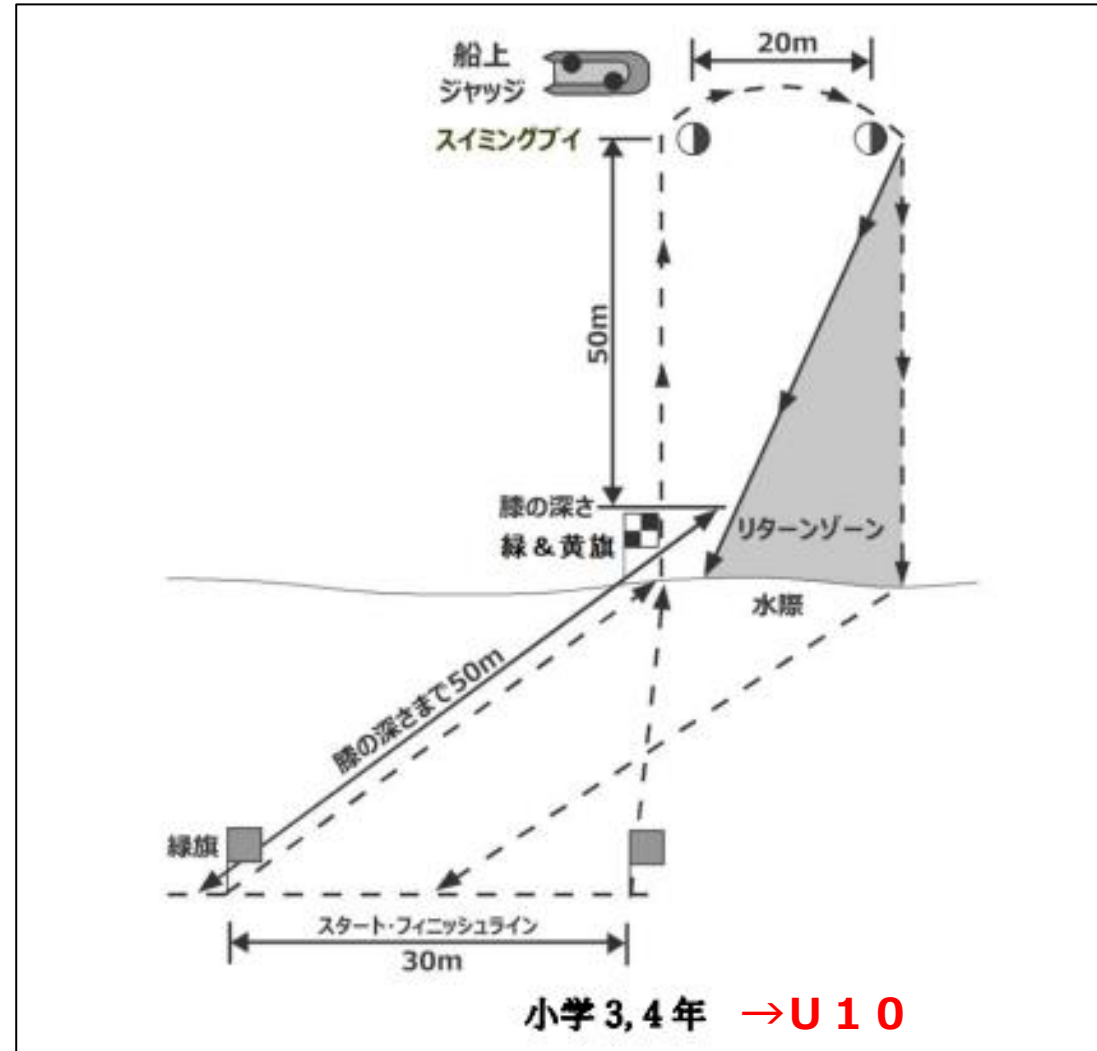 船上
ジャッジ
20m
スイミングブイ
50m
膝の深さ
緑&黄旗
リターンゾーン
水際
膝の深さまで50m
緑旗
スタート・フィニッシュライン
30m
小学3,4年 →U10